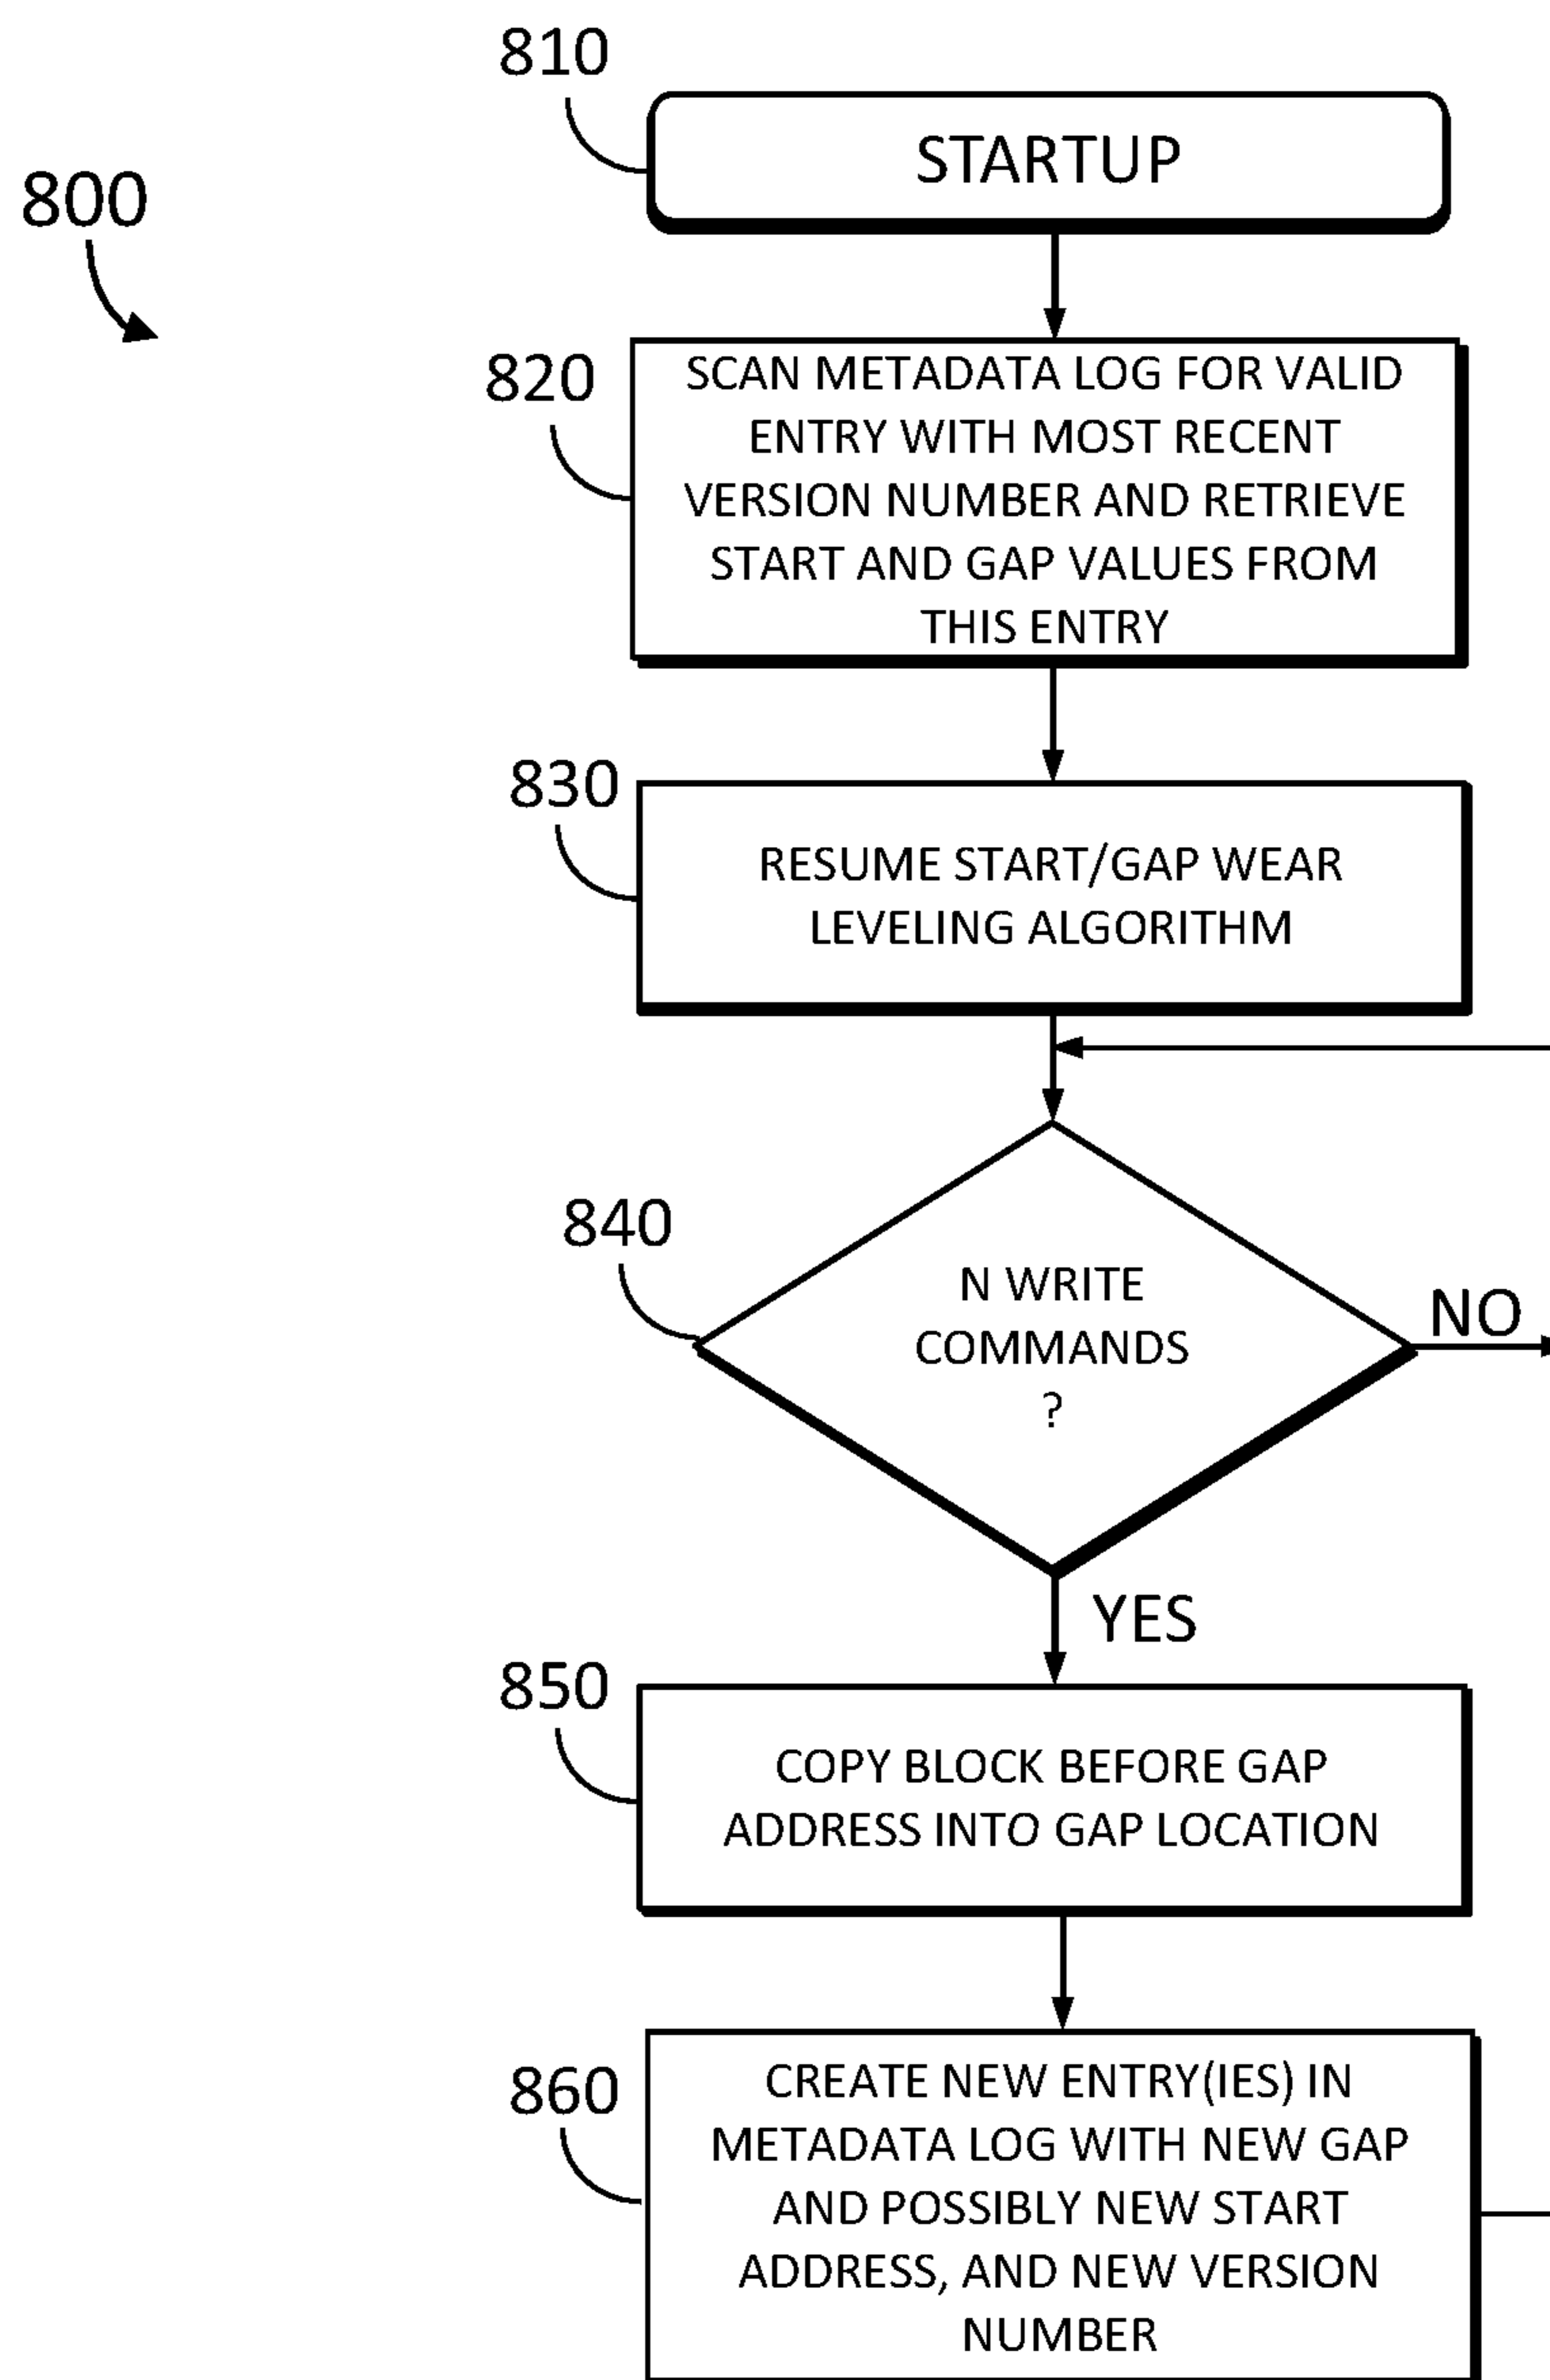 810
STARTUP
800
820
SCAN METADATA LOG FOR VALID
ENTRY WITH MOST RECENT
VERSION NUMBER AND RETRIEVE
START AND GAP VALUES FROM
THIS ENTRY
830
RESUME START/GAP WEAR
LEVELING ALGORITHM
840
N WRITE
COMMANDS
?
NO
YES
850
COPY BLOCK BEFORE GAP
ADDRESS INTO GAP LOCATION
860
CREATE NEW ENTRY(IES) IN
METADATA LOG WITH NEW GAP
AND POSSIBLY NEW START
ADDRESS, AND NEW VERSION
NUMBER